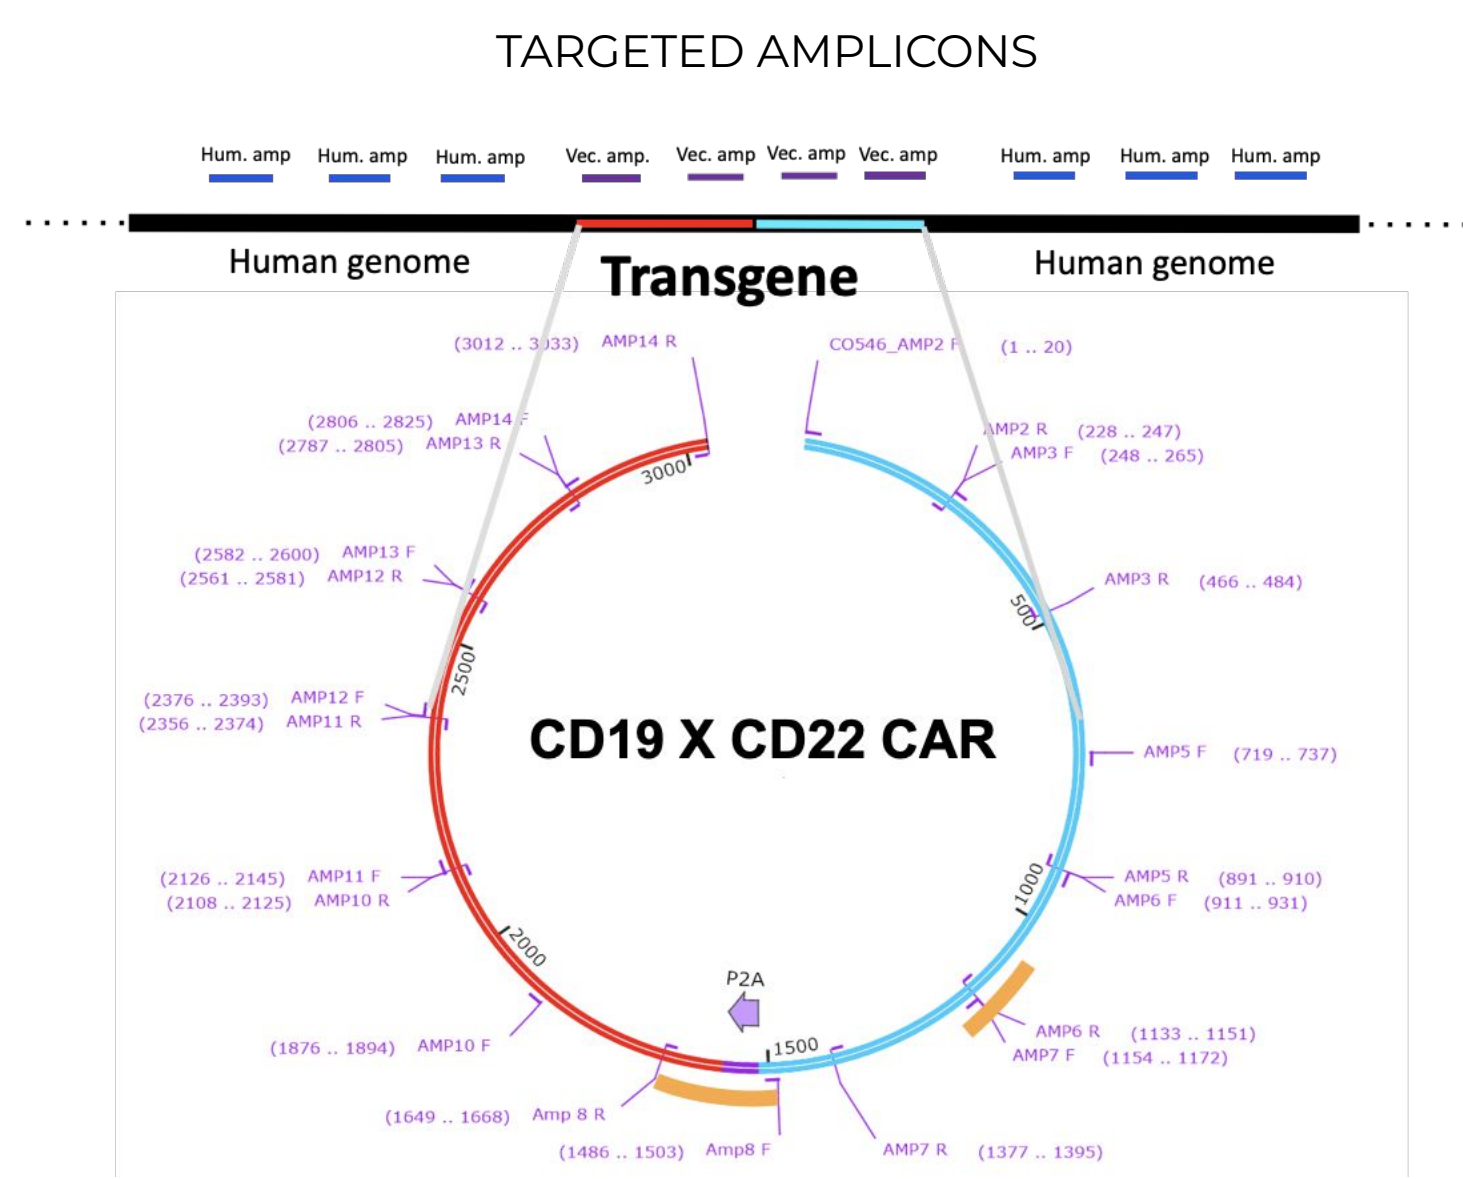 TARGETED AMPLICONS
Hum. amp Hum. amp Hum. amp Vec. amp. Vec. amp Vec. amp Vec. amp Hum. amp Hum. amp Hum. amp
Human genome Transgene Human genome
(3012 .. 3033) AMP14 R CO546_AMP2 F (1 .. 20)
(2806 .. 2825) AMP14 F AMP2 R (228 .. 247)
(2787 .. 2805) AMP13 R AMP3 F (248 .. 265)
3000
(2582 .. 2600) AMP13 F
(2561 .. 2581) AMP12 R AMP3 R (466 .. 484)
500
2500
(2376 .. 2393) AMP12 F
(2356 .. 2374) AMP11 R
CD19 X CD22 CAR
AMP5 F (719 .. 737)
(2126 .. 2145) AMP11 F AMP5 R (891 .. 910)
(2108 .. 2125) AMP10 R AMP6 F (911 .. 931)
1000
2000
P2A
(1876 .. 1894) AMP10 F 1500 AMP6 R (1133 .. 1151)
AMP7 F (1154 .. 1172)
(1649 .. 1668) Amp 8 R
(1486 .. 1503) Amp8 F AMP7 R (1377 .. 1395)